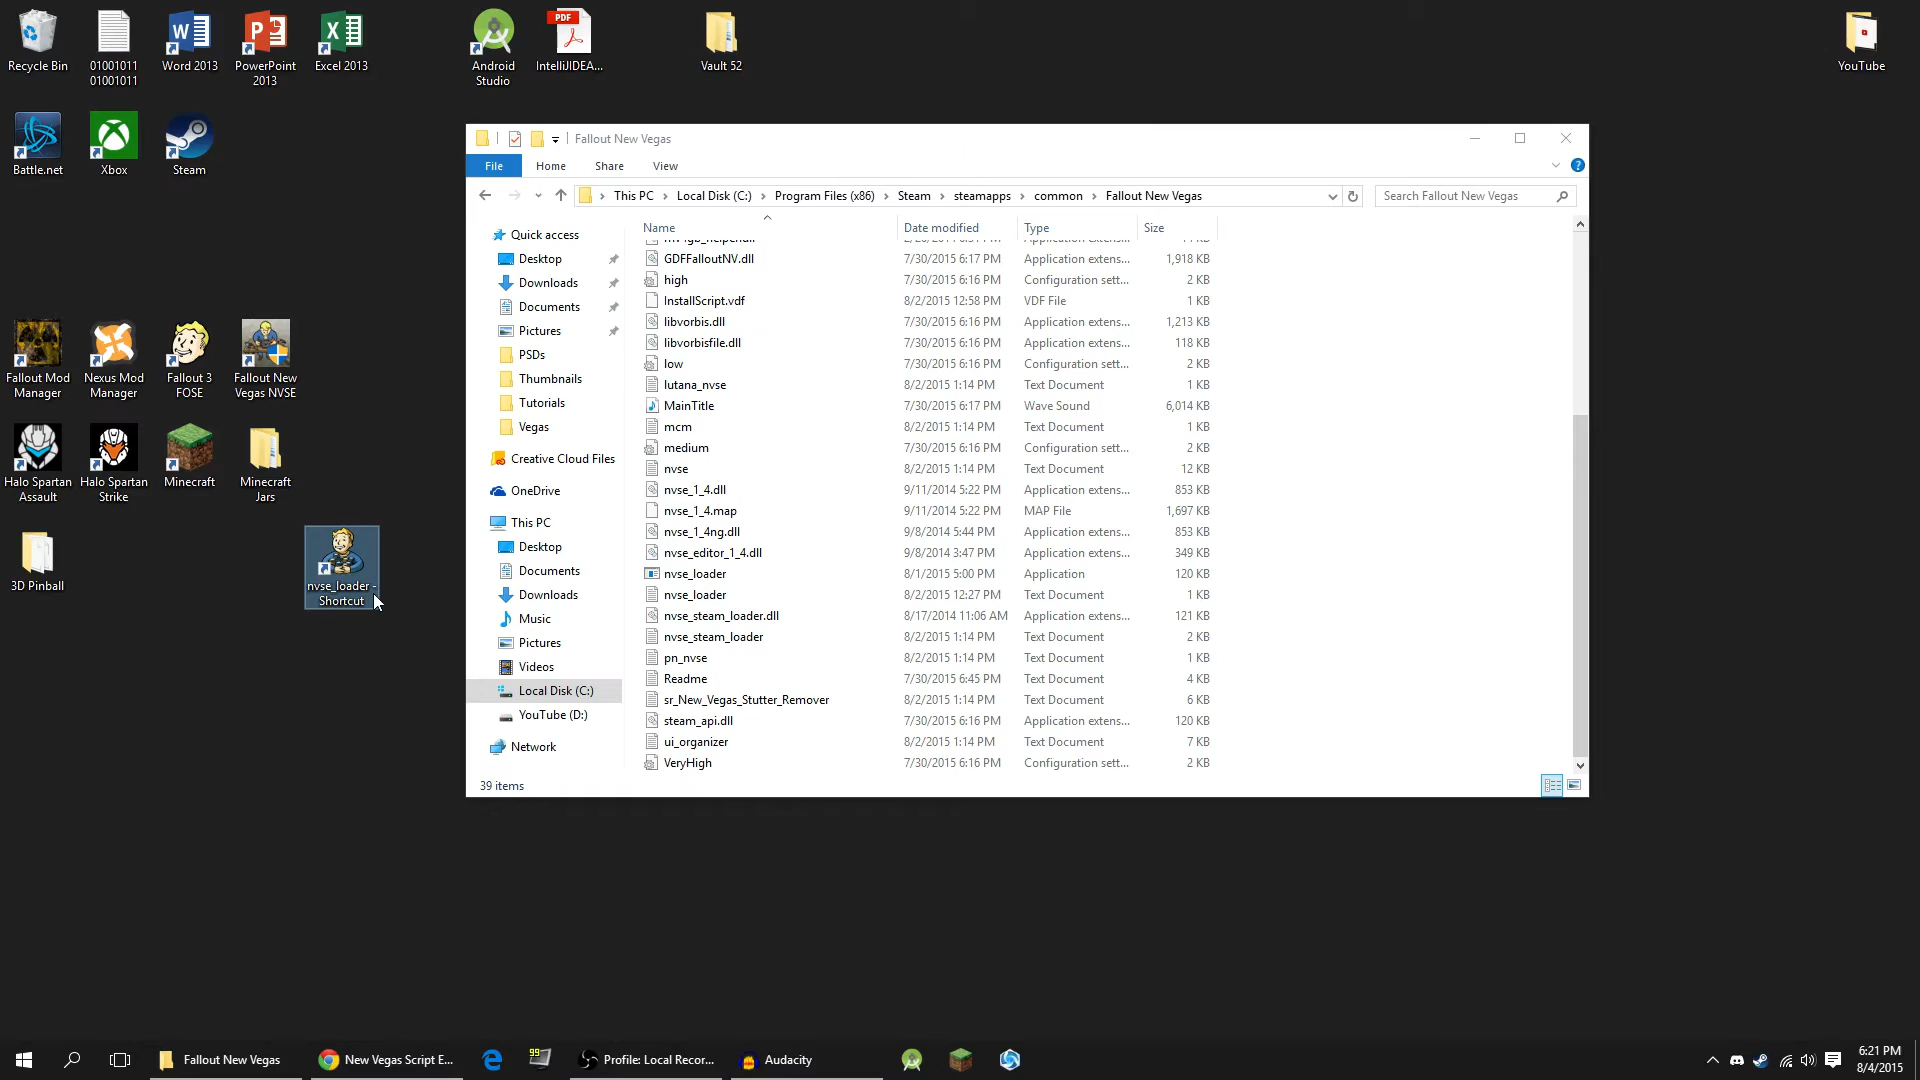 Recycle Bin
01001011
01001011
Word 2013
PowerPoint
2013
Excel 2013
Android
Studio
PDF
IntelliJIDEA...
Vault 52
YouTube
Battle.net
Xbox
Steam
Fallout Mod
Manager
Nexus Mod
Manager
Fallout 3
FOSE
Fallout New
Vegas NVSE
Halo Spartan
Assault
Halo Spartan
Strike
Minecraft
Minecraft
Jars
3D Pinball
nvse_loader -
Shortcut
Fallout New Vegas
File Home Share View
This PC Local Disk (C:) Program Files (x86) Steam steamapps common Fallout New Vegas
Search Fallout New Vegas
Quick access
Desktop
Downloads
Documents
Pictures
PSDs
Thumbnails
Tutorials
Vegas
Creative Cloud Files
OneDrive
This PC
Desktop
Documents
Downloads
Music
Pictures
Videos
Local Disk (C:)
YouTube (D:)
Network
Name Date modified Type Size
GDFFalloutNV.dll 7/30/2015 6:17 PM Application extens... 1,918 KB
high 7/30/2015 6:16 PM Configuration sett... 2 KB
InstallScript.vdf 8/2/2015 12:58 PM VDF File 1 KB
libvorbis.dll 7/30/2015 6:16 PM Application extens... 1,213 KB
libvorbisfile.dll 7/30/2015 6:16 PM Application extens... 118 KB
low 7/30/2015 6:16 PM Configuration sett... 2 KB
lutana_nvse 8/2/2015 1:14 PM Text Document 1 KB
MainTitle 7/30/2015 6:17 PM Wave Sound 6,014 KB
mcm 8/2/2015 1:14 PM Text Document 1 KB
medium 7/30/2015 6:16 PM Configuration sett... 2 KB
nvse 8/2/2015 1:14 PM Text Document 12 KB
nvse_1_4.dll 9/11/2014 5:22 PM Application extens... 853 KB
nvse_1_4.map 9/11/2014 5:22 PM MAP File 1,697 KB
nvse_1_4ng.dll 9/8/2014 5:44 PM Application extens... 853 KB
nvse_editor_1_4.dll 9/8/2014 3:47 PM Application extens... 349 KB
nvse_loader 8/1/2015 5:00 PM Application 120 KB
nvse_loader 8/2/2015 12:27 PM Text Document 1 KB
nvse_steam_loader.dll 8/17/2014 11:06 AM Application extens... 121 KB
nvse_steam_loader 8/2/2015 1:14 PM Text Document 2 KB
pn_nvse 8/2/2015 1:14 PM Text Document 1 KB
Readme 7/30/2015 6:45 PM Text Document 4 KB
sr_New_Vegas_Stutter_Remover 8/2/2015 1:14 PM Text Document 6 KB
steam_api.dll 7/30/2015 6:16 PM Application extens... 120 KB
ui_organizer 8/2/2015 1:14 PM Text Document 7 KB
VeryHigh 7/30/2015 6:16 PM Configuration sett... 2 KB
39 items
Fallout New Vegas
New Vegas Script E...
99
Profile: Local Recor...
Audacity
6:21 PM
8/4/2015